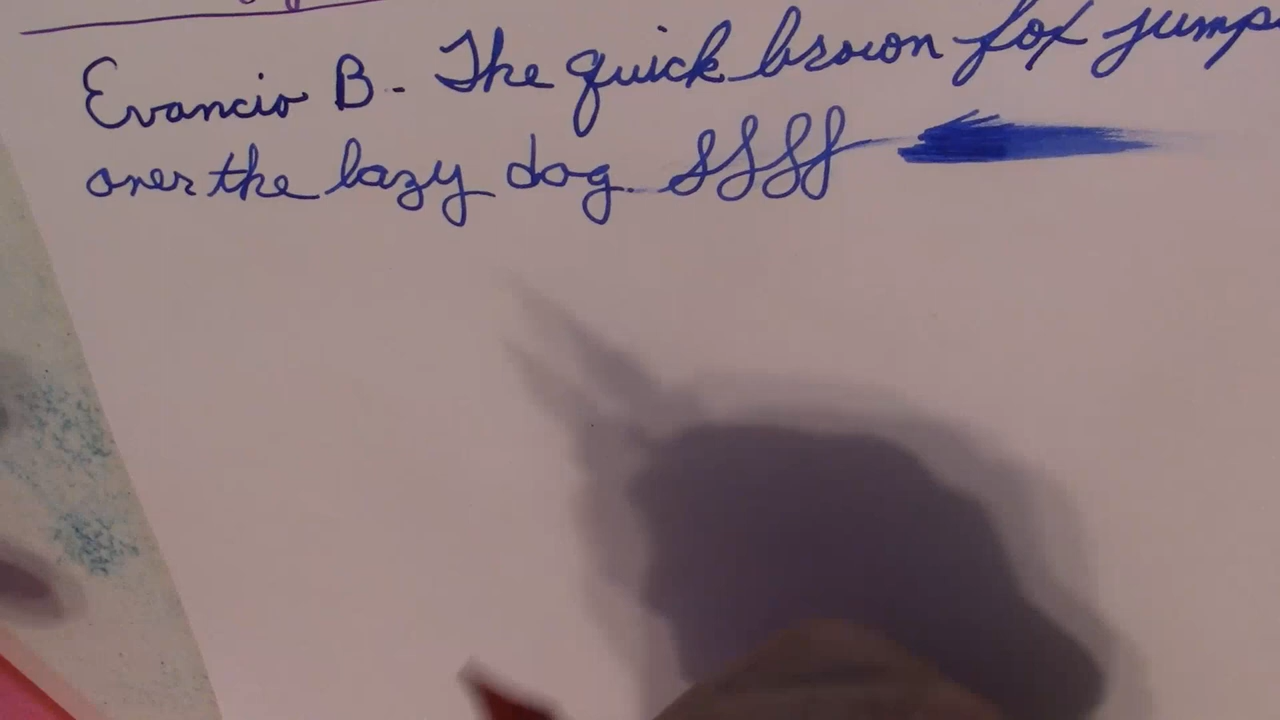 Evancio B. The quick brown fox jump
over the lazy dog. SSSS